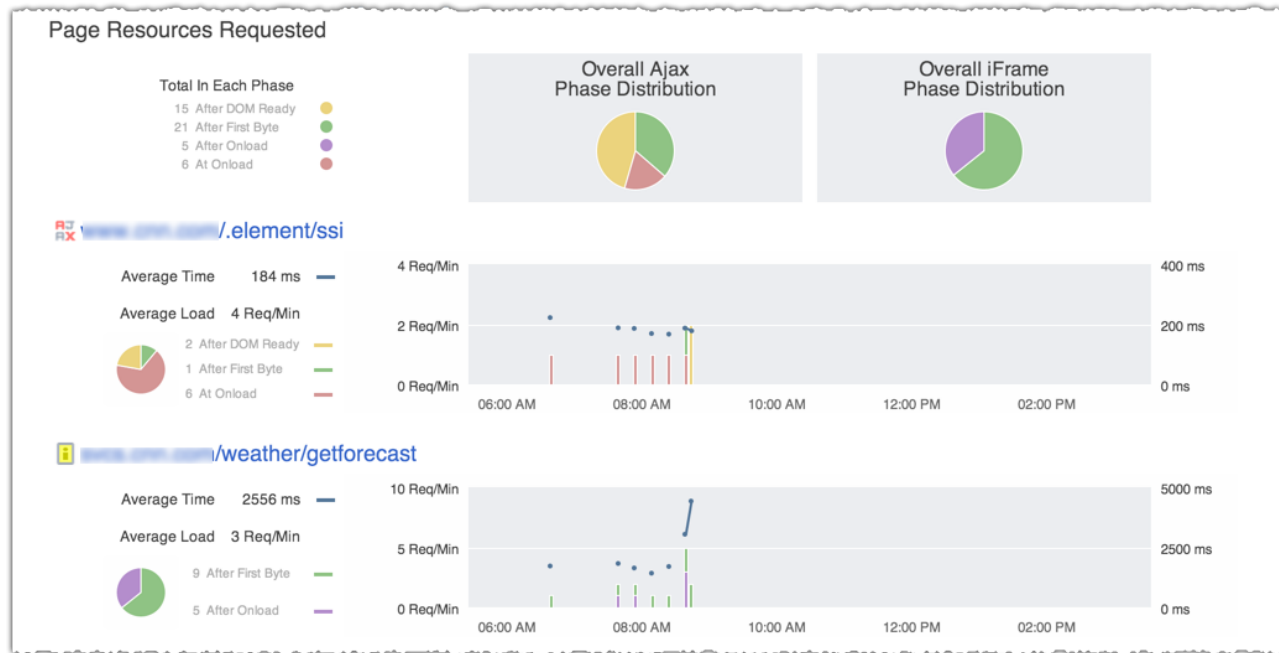 Page Resources Requested
Total In Each Phase
15 After DOM Ready
21 After First Byte
5 After Onload
6 At Onload
Overall Ajax
Phase Distribution
Overall iFrame
Phase Distribution
AJAX /.element/ssi
Average Time 184 ms
Average Load 4 Req/Min
2 After DOM Ready
1 After First Byte
6 At Onload
4 Req/Min
2 Req/Min
0 Req/Min
400 ms
200 ms
0 ms
06:00 AM 08:00 AM 10:00 AM 12:00 PM 02:00 PM
i /weather/getforecast
Average Time 2556 ms
Average Load 3 Req/Min
9 After First Byte
5 After Onload
10 Req/Min
5 Req/Min
0 Req/Min
5000 ms
2500 ms
0 ms
06:00 AM 08:00 AM 10:00 AM 12:00 PM 02:00 PM